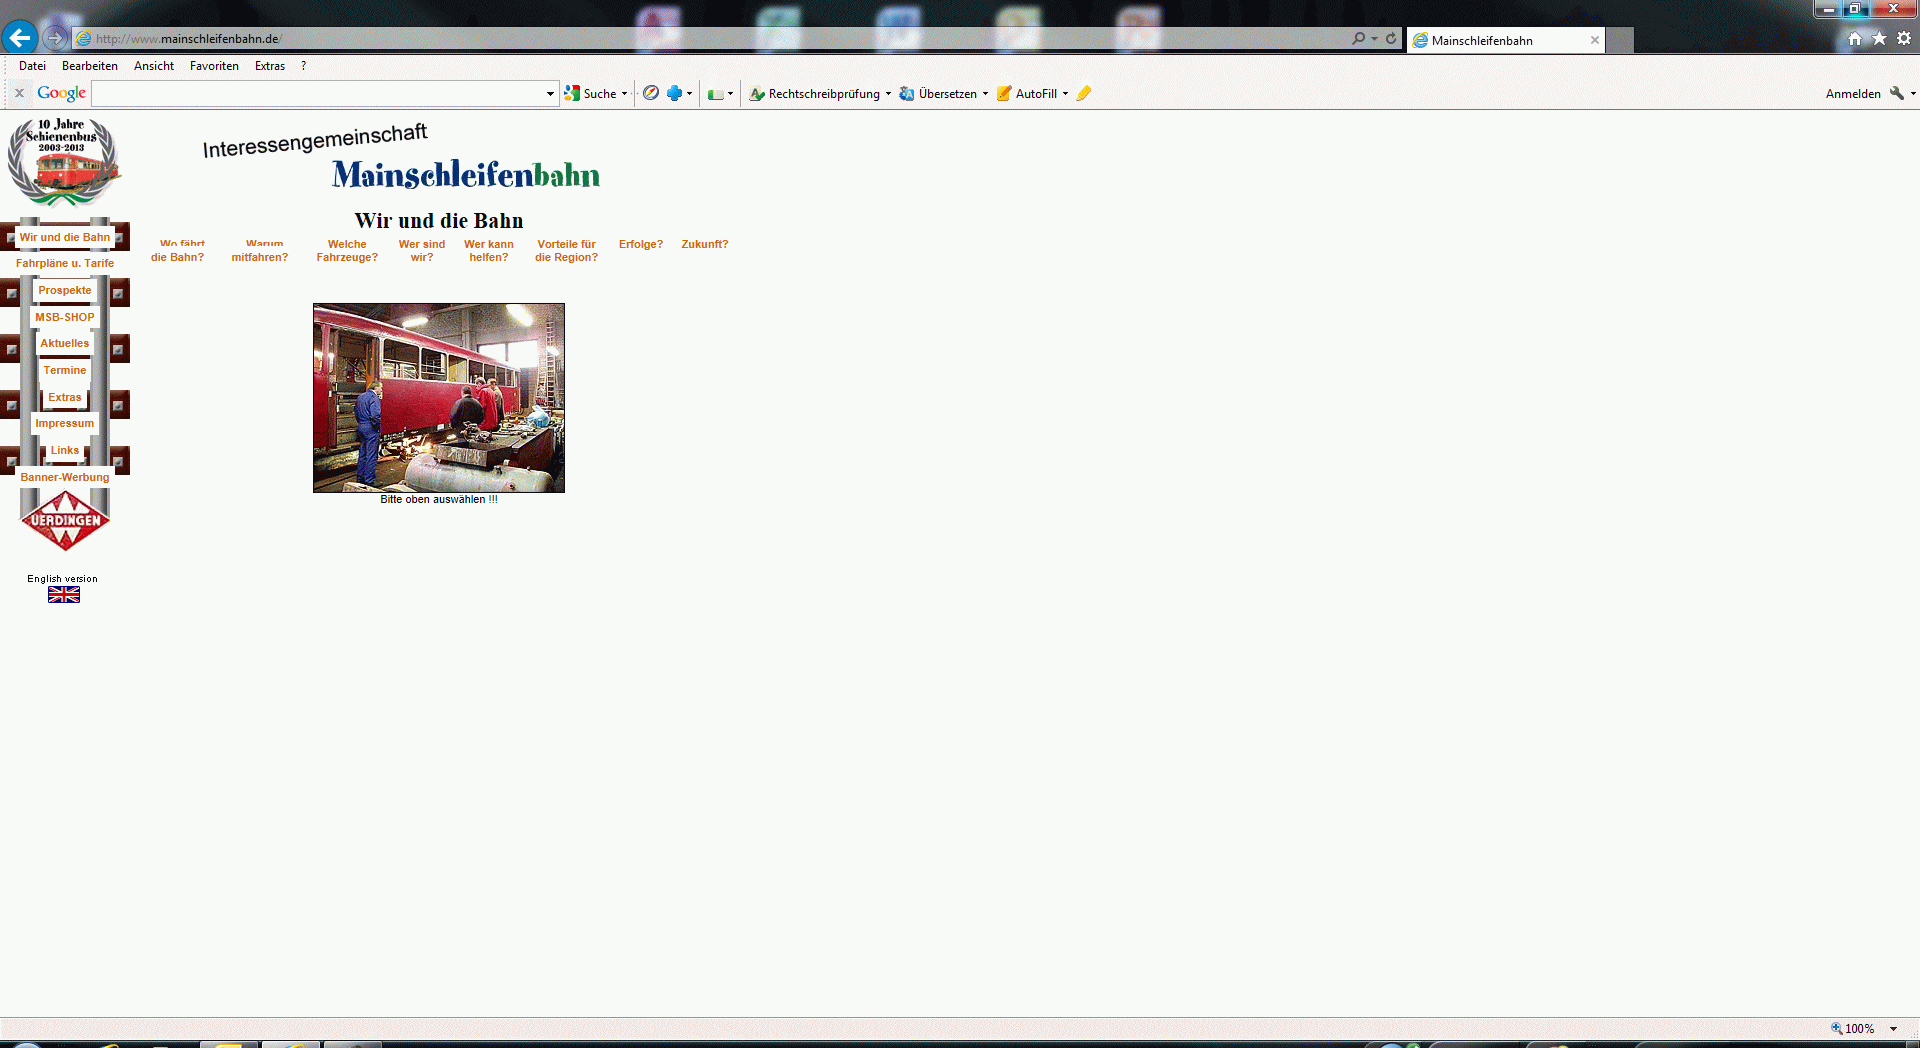 http://www.mainschleifenbahn.de/
Mainschleifenbahn
Datei Bearbeiten Ansicht Favoriten Extras ?
Google Suche Rechtschreibprüfung Übersetzen AutoFill Anmelden
10 Jahre
Schienenbus
2003-2013
Interessengemeinschaft
Mainschleifenbahn
Wir und die Bahn
Wo fährt Warum Welche Wer sind Wer kann Vorteile für Erfolge? Zukunft?
die Bahn? mitfahren? Fahrzeuge? wir? helfen? die Region?
Wir und die Bahn
Fahrpläne u. Tarife
Prospekte
MSB-SHOP
Aktuelles
Termine
Extras
Impressum
Links
Banner-Werbung
UERDINGEN
English version
Bitte oben auswählen !!!
100%